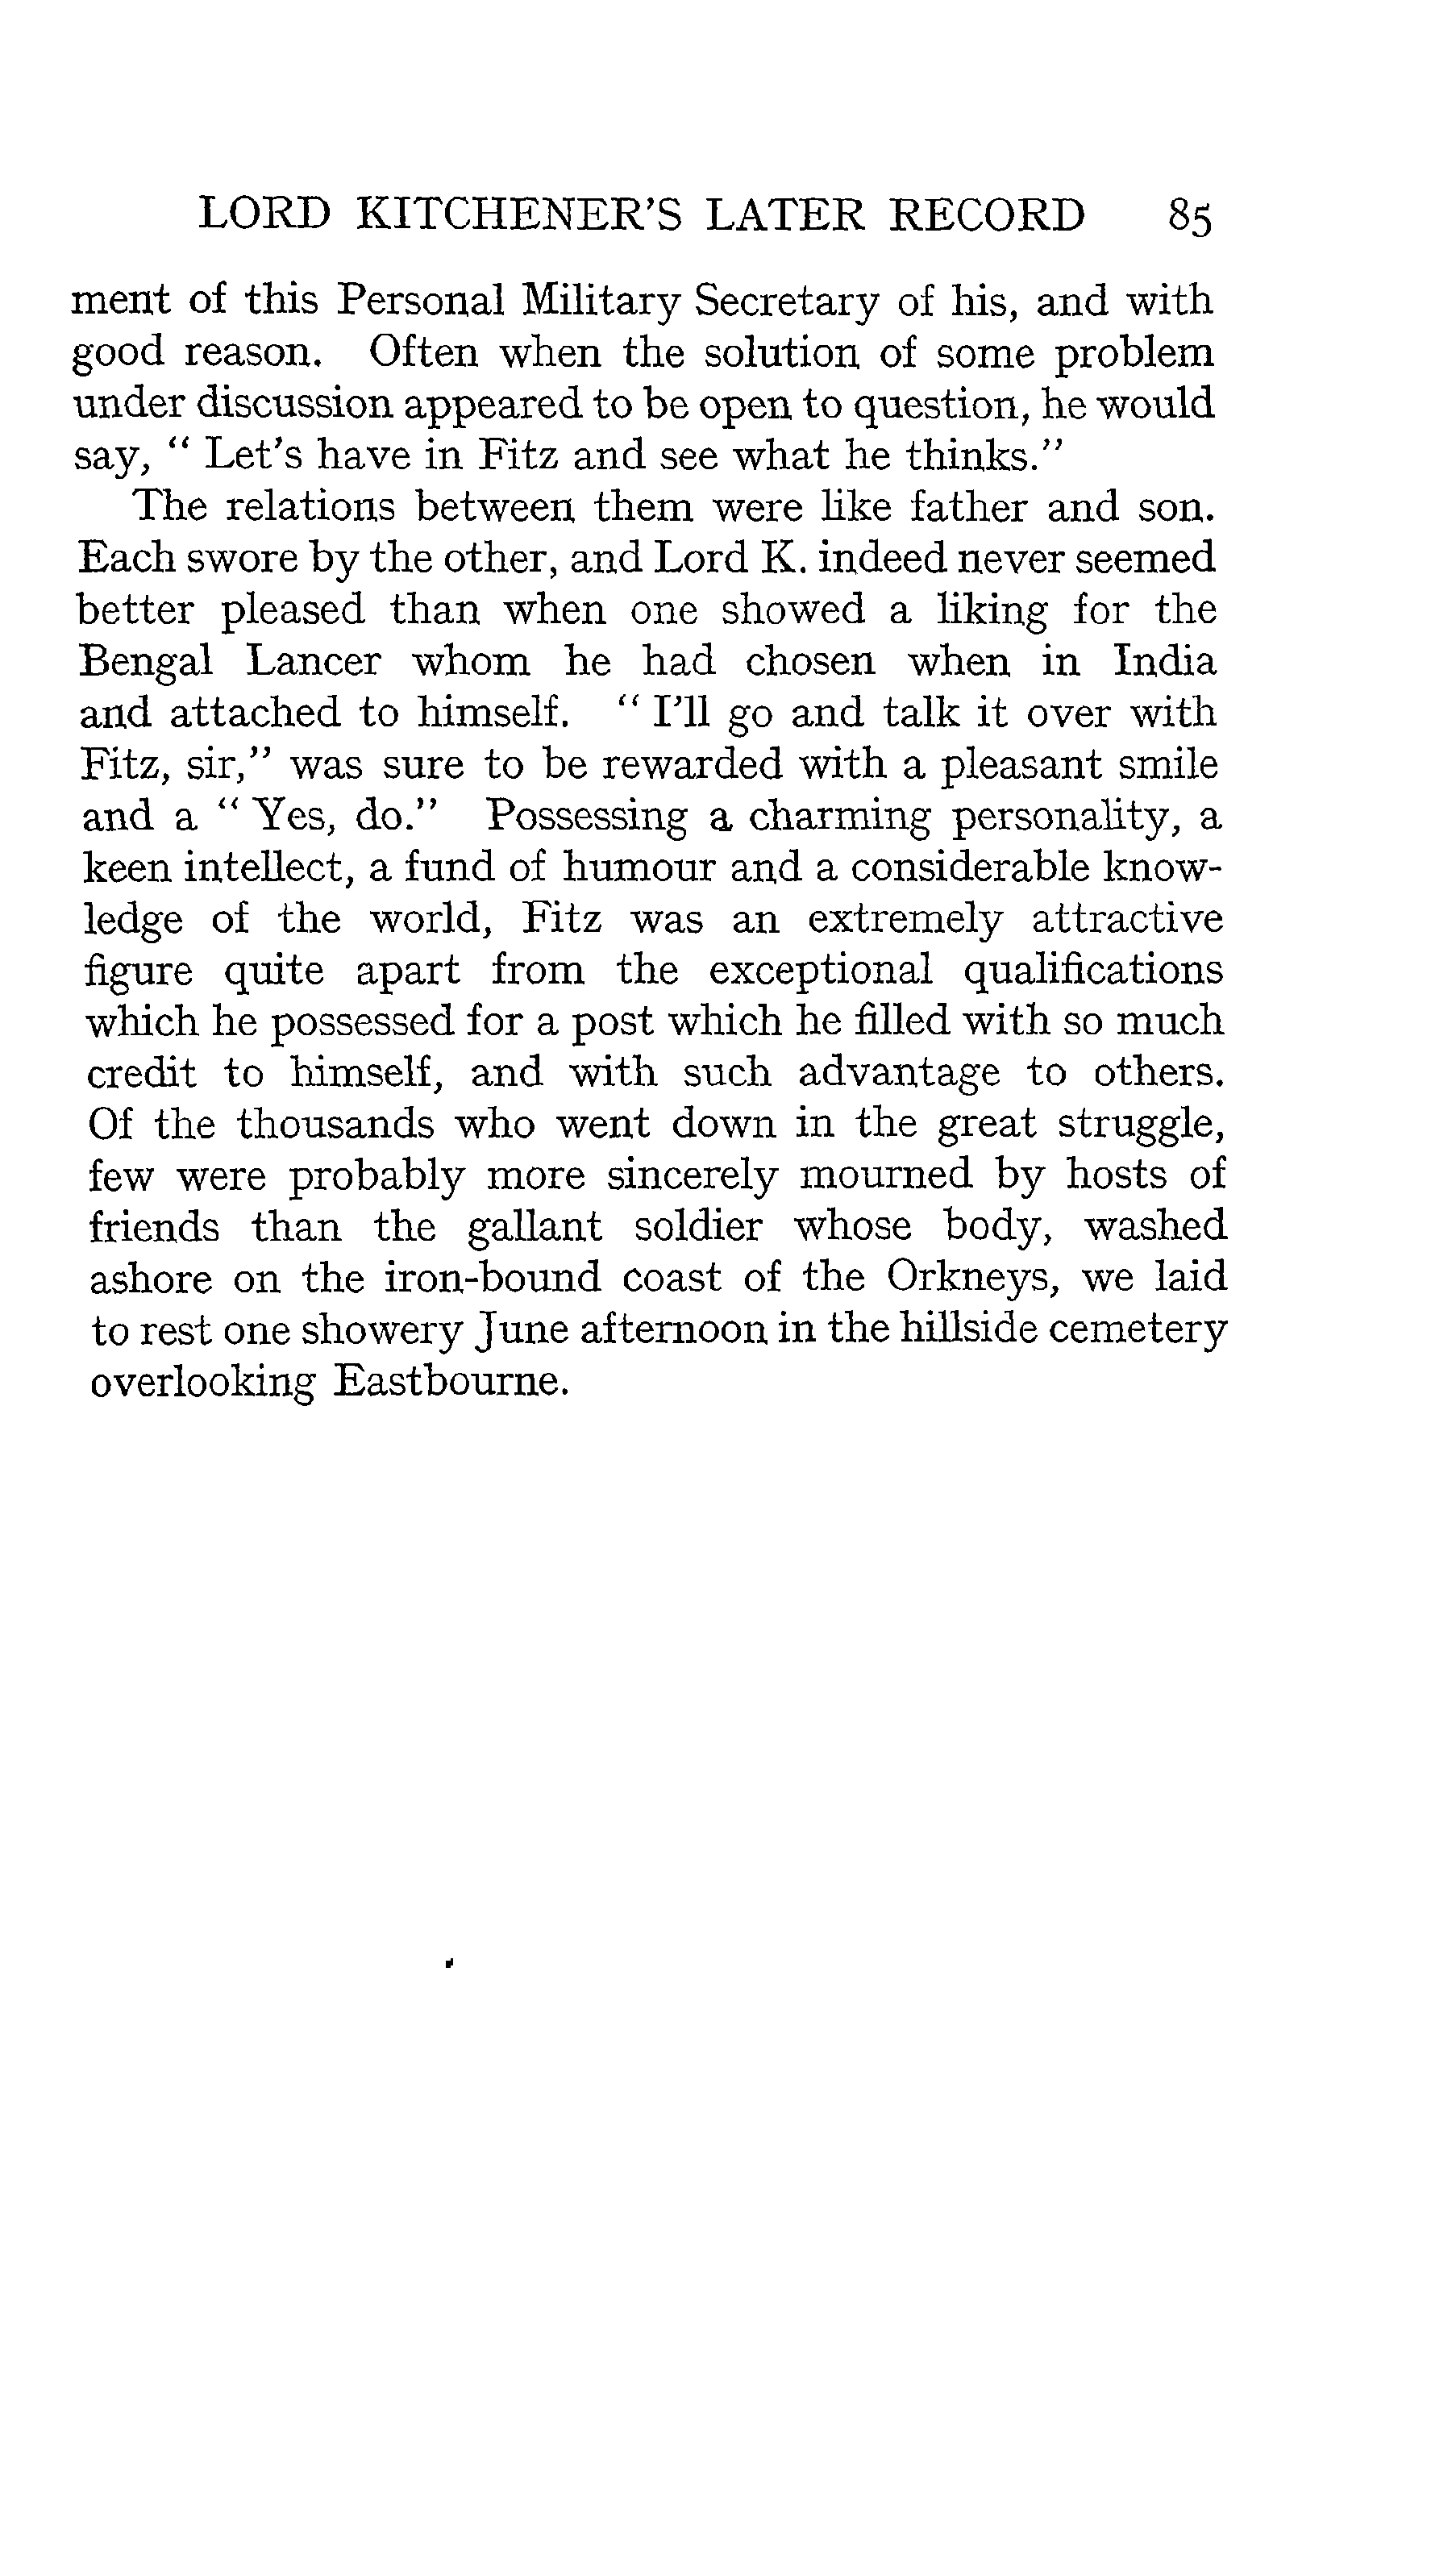 LORD KITCHENER'S LATER RECORD 85
ment of this Personal Military Secretary of his, and with
good reason. Often when the solution of some problem
under discussion appeared to be open to question, he would
say, " Let's have in Fitz and see what he thinks."
The relations between them were like father and son.
Each swore by the other, and Lord K. indeed never seemed
better pleased than when one showed a liking for the
Bengal Lancer whom he had chosen when in India
and attached to himself. " I'll go and talk it over with
Fitz, sir," was sure to be rewarded with a pleasant smile
and a " Yes, do." Possessing a charming personality, a
keen intellect, a fund of humour and a considerable know-
ledge of the world, Fitz was an extremely attractive
figure quite apart from the exceptional qualifications
which he possessed for a post which he filled with so much
credit to himself, and with such advantage to others.
Of the thousands who went down in the great struggle,
few were probably more sincerely mourned by hosts of
friends than the gallant soldier whose body, washed
ashore on the iron-bound coast of the Orkneys, we laid
to rest one showery June afternoon in the hillside cemetery
overlooking Eastbourne.